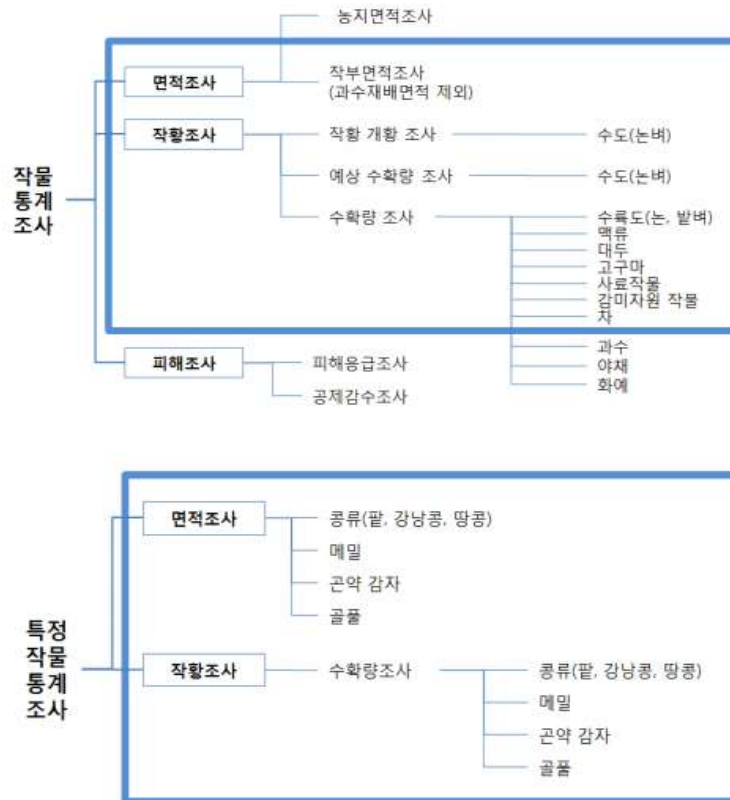 농지면적조사
면적조사
작부면적조사
(과수재배면적 제외)
작황조사
작황 개황 조사
수도(논벼)
예상 수확량 조사
수도(논벼)
작물
통계
조사
수확량 조사
수륙도(논, 밭벼)
맥류
대두
고구마
사료작물
감미자원 작물
차
과수
야채
화예
피해조사
피해응급조사
공제감수조사
면적조사
콩류(팥, 강낭콩, 땅콩)
메밀
곤약 감자
골풀
특정
작물
통계
조사
작황조사
수확량조사
콩류(팥, 강낭콩, 땅콩)
메밀
곤약 감자
골풀